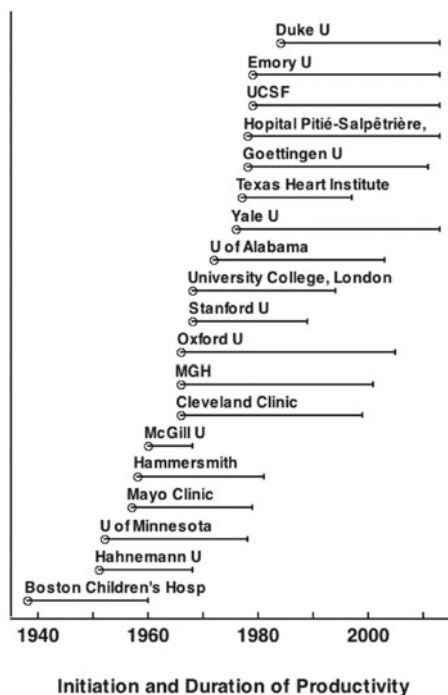 Duke U
Emory U
UCSF
Hopital Pitié-Salpêtrière,
Goettingen U
Texas Heart Institute
Yale U
U of Alabama
University College, London
Stanford U
Oxford U
MGH
Cleveland Clinic
McGill U
Hammersmith
Mayo Clinic
U of Minnesota
Hahnemann U
Boston Children's Hosp
1940 1960 1980 2000
Initiation and Duration of Productivity